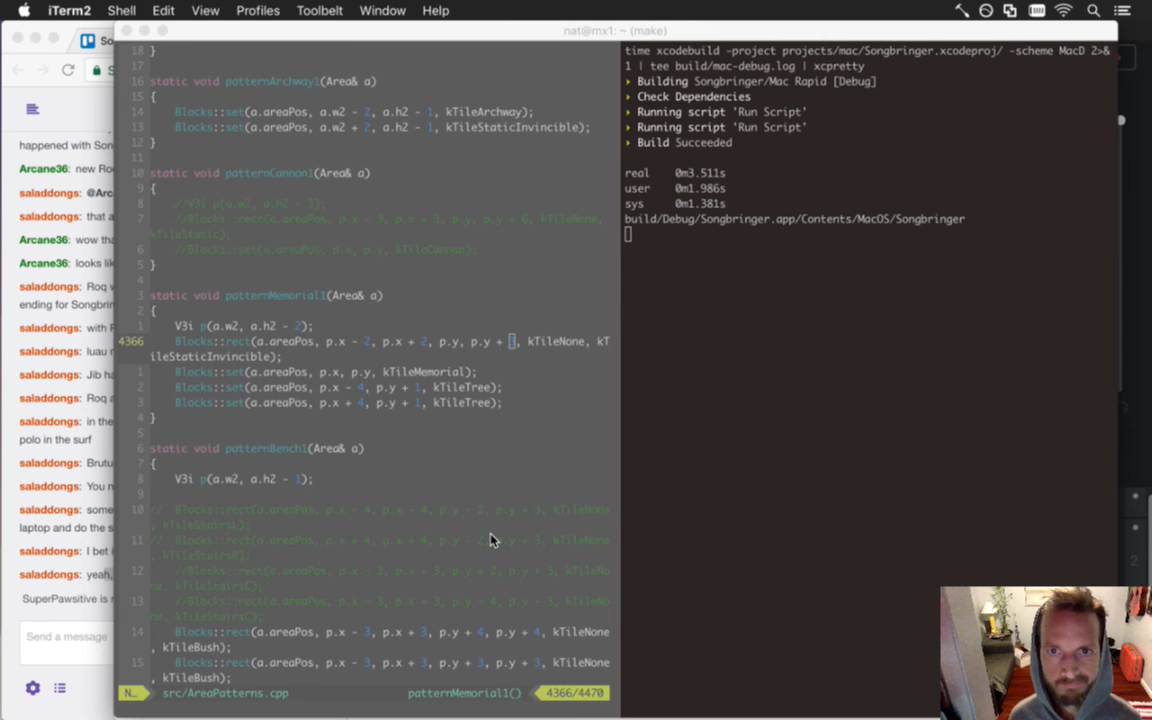 iTerm2 Shell Edit View Profiles Toolbelt Window Help
nat@mx1: ~ (make)
So
S
happened with Son
Arcane36: new Ro
saladdongs: @Arc
saladdongs: that a
Arcane36: wow tha
Arcane36: looks lik
saladdongs: Roq w
ending for Songbrin
saladdongs: with R
saladdongs: luau n
saladdongs: Jib ha
saladdongs: Roq a
saladdongs: in the
polo in the surf
saladdongs: Brutu
saladdongs: You n
saladdongs: some
laptop and do the s
saladdongs: I bet i
saladdongs: yeah,
SuperPawsitive is n
Send a message
18 }
17
16 static void patternArchway1(Area& a)
15 {
14 Blocks::set(a.areaPos, a.w2 - 2, a.h2 - 1, kTileArchway);
13 Blocks::set(a.areaPos, a.w2 + 2, a.h2 - 1, kTileStaticInvincible);
12 }
11
10 static void patternCannon1(Area& a)
9 {
8 //V3i p(a.w2, a.h2 - 3);
7 //Blocks::rect(a.areaPos, p.x - 3, p.x + 3, p.y, p.y + 6, kTileNone,
kTileStatic);
6 //Blocks::set(a.areaPos, p.x, p.y, kTileCannon);
5 }
4
3 static void patternMemorial1(Area& a)
2 {
1 V3i p(a.w2, a.h2 - 2);
4366 Blocks::rect(a.areaPos, p.x - 2, p.x + 2, p.y, p.y + , kTileNone, kT
ileStaticInvincible);
1 Blocks::set(a.areaPos, p.x, p.y, kTileMemorial);
2 Blocks::set(a.areaPos, p.x - 4, p.y + 1, kTileTree);
3 Blocks::set(a.areaPos, p.x + 4, p.y + 1, kTileTree);
4 }
5
6 static void patternBench1(Area& a)
7 {
8 V3i p(a.w2, a.h2 - 1);
9
10 // Blocks::rect(a.areaPos, p.x - 4, p.x - 4, p.y - 2, p.y + 3, kTileNone
, kTileStairsL);
11 // Blocks::rect(a.areaPos, p.x + 4, p.x + 4, p.y - 2, p.y + 3, kTileNone
, kTileStairsR);
12 //Blocks::rect(a.areaPos, p.x - 3, p.x + 3, p.y + 2, p.y + 3, kTileNo
ne, kTileStairsC);
13 //Blocks::rect(a.areaPos, p.x - 3, p.x + 3, p.y - 4, p.y - 3, kTileNo
ne, kTileStairsC);
14 Blocks::rect(a.areaPos, p.x - 3, p.x + 3, p.y + 4, p.y + 4, kTileNone
, kTileBush);
15 Blocks::rect(a.areaPos, p.x - 3, p.x + 3, p.y + 3, p.y + 3, kTileNone
, kTileBush);
N... src/AreaPatterns.cpp patternMemorial1() 4366/4470
time xcodebuild -project projects/mac/Songbringer.xcodeproj/ -scheme MacD 2>&
1 | tee build/mac-debug.log | xcpretty
Building Songbringer/Mac Rapid [Debug]
Check Dependencies
Running script 'Run Script'
Running script 'Run Script'
Build Succeeded
real 0m3.511s
user 0m1.986s
sys 0m1.381s
build/Debug/Songbringer.app/Contents/MacOS/Songbringer
2